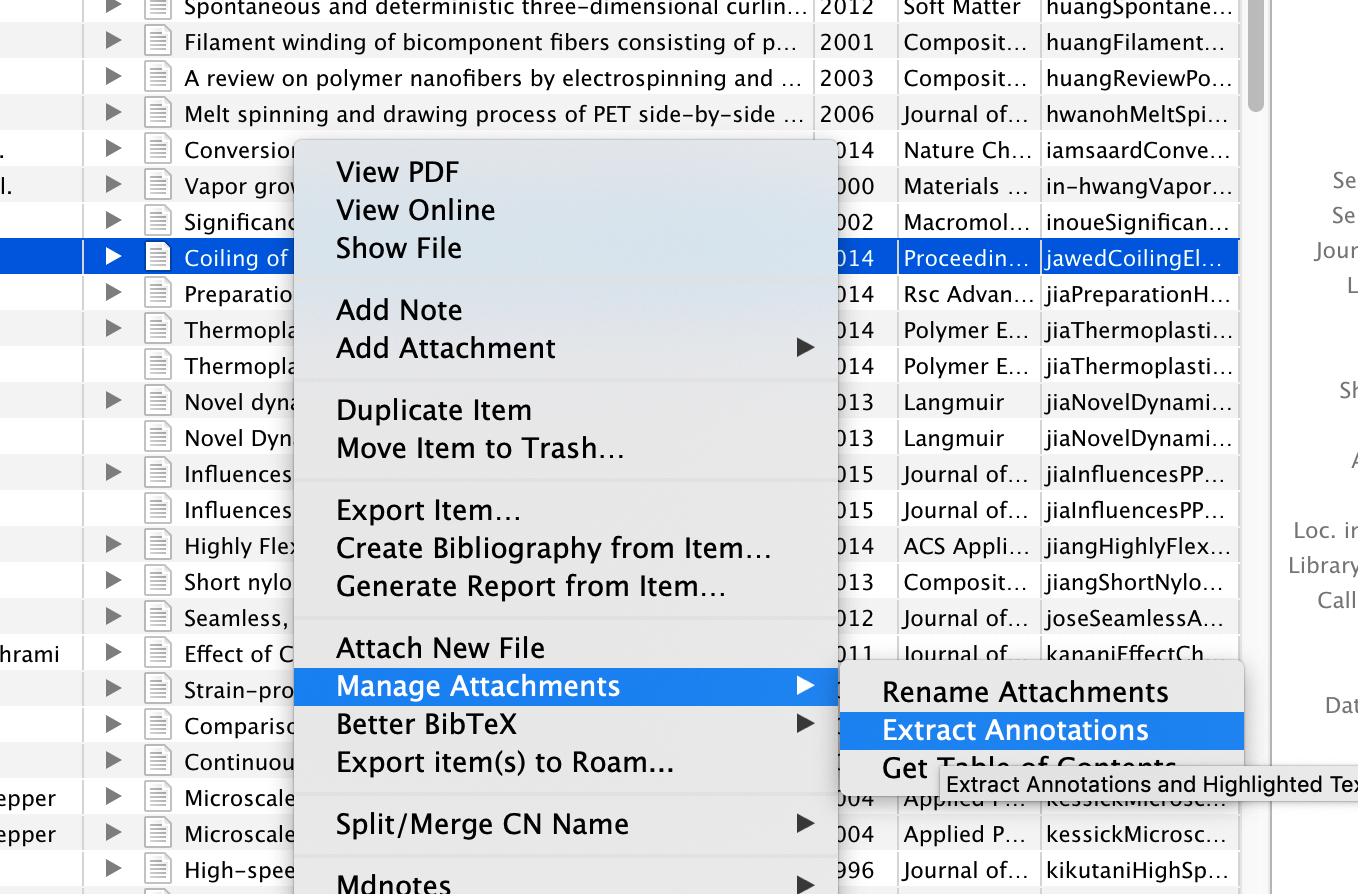 Spontaneous and deterministic three-dimensional curlin... 2012 Soft Matter huangSpontane...
Filament winding of bicomponent fibers consisting of p... 2001 Composit... huangFilament...
A review on polymer nanofibers by electrospinning and ... 2003 Composit... huangReviewPo...
Melt spinning and drawing process of PET side-by-side ... 2006 Journal of... hwanohMeltSpi...
. Conversion 014 Nature Ch... iamsaardConve...
l. Vapor grow 000 Materials ... in-hwangVapor...
Significanc 002 Macromol... inoueSignifican...
Coiling of 014 Proceedin... jawedCoilingEl...
Preparatio 014 Rsc Advan... jiaPreparationH...
Thermopla 014 Polymer E... jiaThermoplasti...
Thermopla 014 Polymer E... jiaThermoplasti...
Novel dyna 013 Langmuir jiaNovelDynami...
Novel Dyn 013 Langmuir jiaNovelDynami...
Influences 015 Journal of... jiaInfluencesPP...
Influences 015 Journal of... jiaInfluencesPP...
Highly Flex 014 ACS Appli... jiangHighlyFlex...
Short nylo 013 Composit... jiangShortNylo...
Seamless, 012 Journal of... joseSeamlessA...
hrami Effect of C 011 Journal of... kananiEffectCh...
Strain-pro
Compariso
Continuou
epper Microscale 004 Applied P... kessickMicrosc...
epper Microscale 004 Applied P... kessickMicrosc...
High-spee 996 Journal of... kikutaniHighSp...
View PDF
View Online
Show File
Add Note
Add Attachment
Duplicate Item
Move Item to Trash...
Export Item...
Create Bibliography from Item...
Generate Report from Item...
Attach New File
Manage Attachments
Better BibTeX
Export item(s) to Roam...
Split/Merge CN Name
Mdnotes
Rename Attachments
Extract Annotations
Get Table of Contents
Extract Annotations and Highlighted Tex
Se
Se
Jour
L
Sh
A
Loc. in
Library
Call
Dat